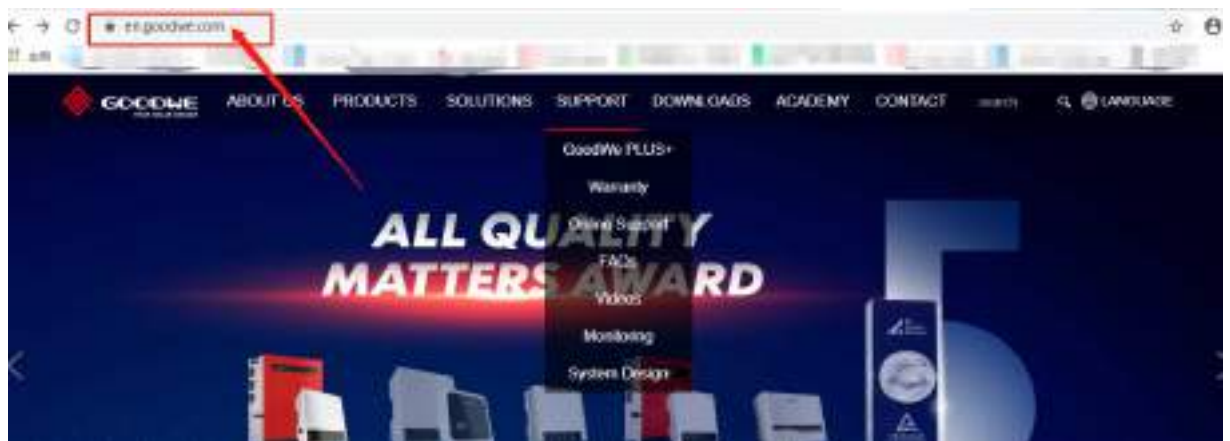 en.goodwe.com
GOODWE ABOUT US PRODUCTS SOLUTIONS SUPPORT DOWNLOADS ACADEMY CONTACT search LANGUAGE
GoodWe PLUS+
Warranty
Online Support
FAQs
Videos
Monitoring
System Design
ALL QUALITY
MATTERS AWARD